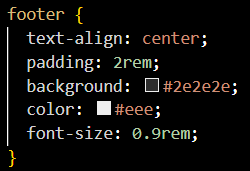 footer {
  text-align: center;
  padding: 2rem;
  background: #2e2e2e;
  color: #eee;
  font-size: 0.9rem;
}